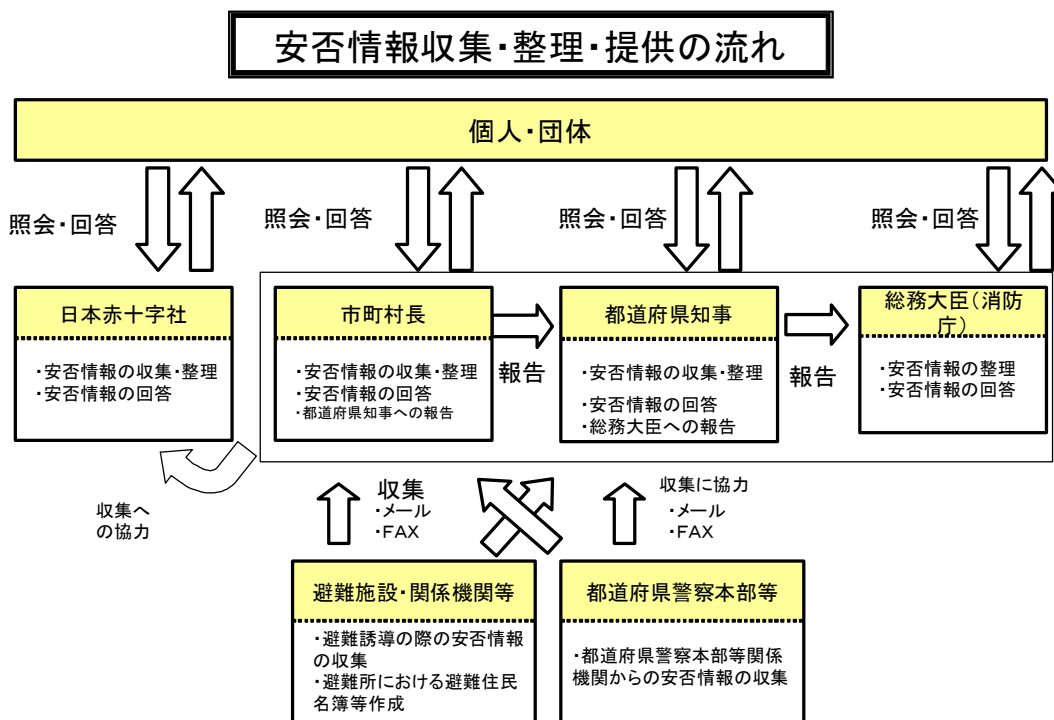 安否情報収集・整理・提供の流れ
個人・団体
照会・回答
照会・回答
照会・回答
照会・回答
日本赤十字社
・安否情報の収集・整理
・安否情報の回答
市町村長
・安否情報の収集・整理
・安否情報の回答
・都道府県知事への報告
報告
都道府県知事
・安否情報の収集・整理
・安否情報の回答
・総務大臣への報告
報告
総務大臣(消防
庁)
・安否情報の整理
・安否情報の回答
収集へ
の協力
収集
・メール
・FAX
収集に協力
・メール
・FAX
避難施設・関係機関等
・避難誘導の際の安否情報
の収集
・避難所における避難住民
名簿等作成
都道府県警察本部等
・都道府県警察本部等関係
機関からの安否情報の収集